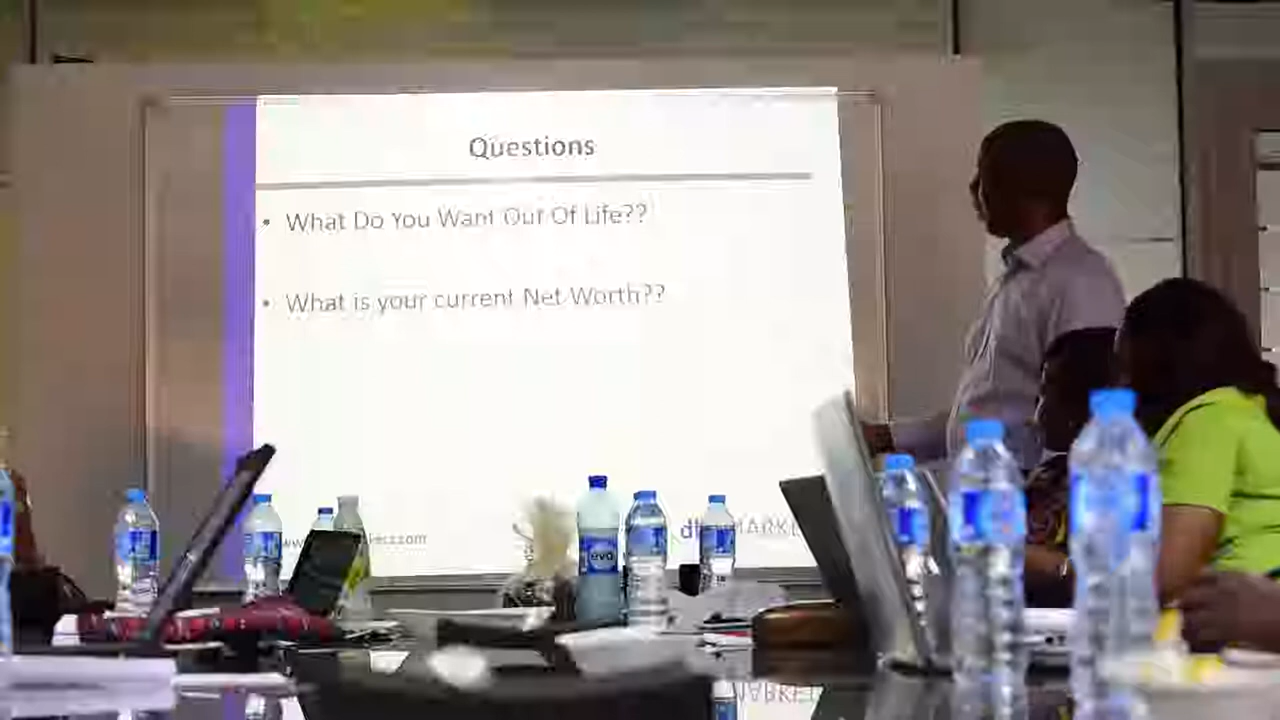 Questions
• What Do You Want Out Of Life??
• What is your current Net Worth??
eva